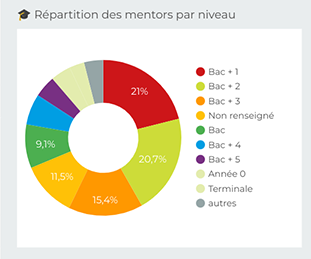 🎓 Répartition des mentors par niveau
21%
20,7%
15,4%
11,5%
9,1%
Bac + 1
Bac + 2
Bac + 3
Non renseigné
Bac
Bac + 4
Bac + 5
Année 0
Terminale
autres